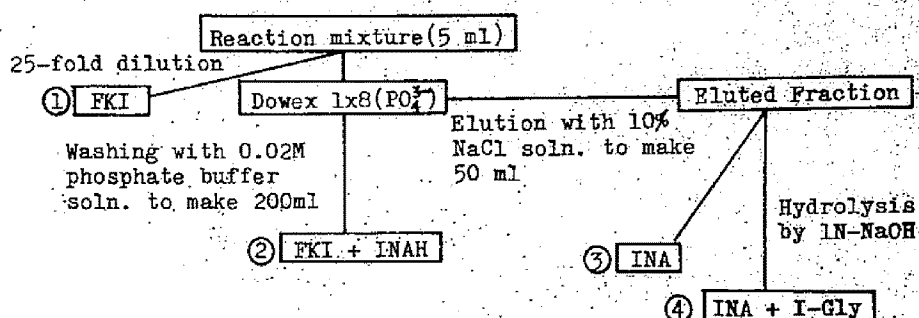 Reaction mixture(5 ml)
25-fold dilution
① FKI
Dowex 1x8(PO₄³⁻)
Eluted Fraction
Elution with 10%
NaCl soln. to make
50 ml
Washing with 0.02M
phosphate buffer
soln. to make 200ml
Hydrolysis
by 1N-NaOH
② FKI + INAH
③ INA
④ INA + I-Gly